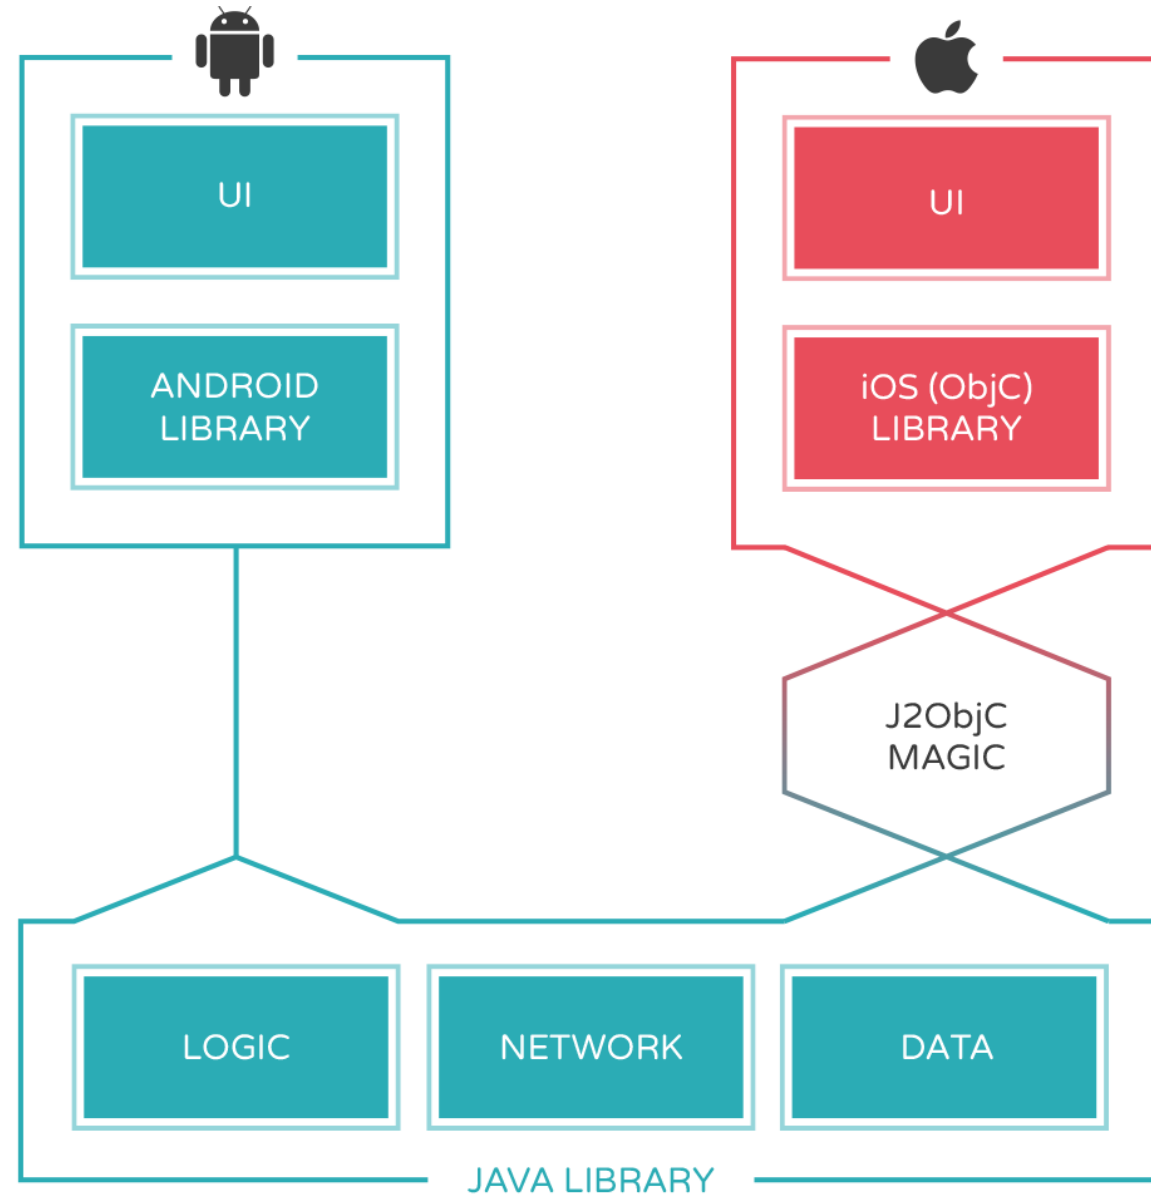 UI
ANDROID
LIBRARY
UI
iOS (ObjC)
LIBRARY
J2ObjC
MAGIC
LOGIC
NETWORK
DATA
JAVA LIBRARY